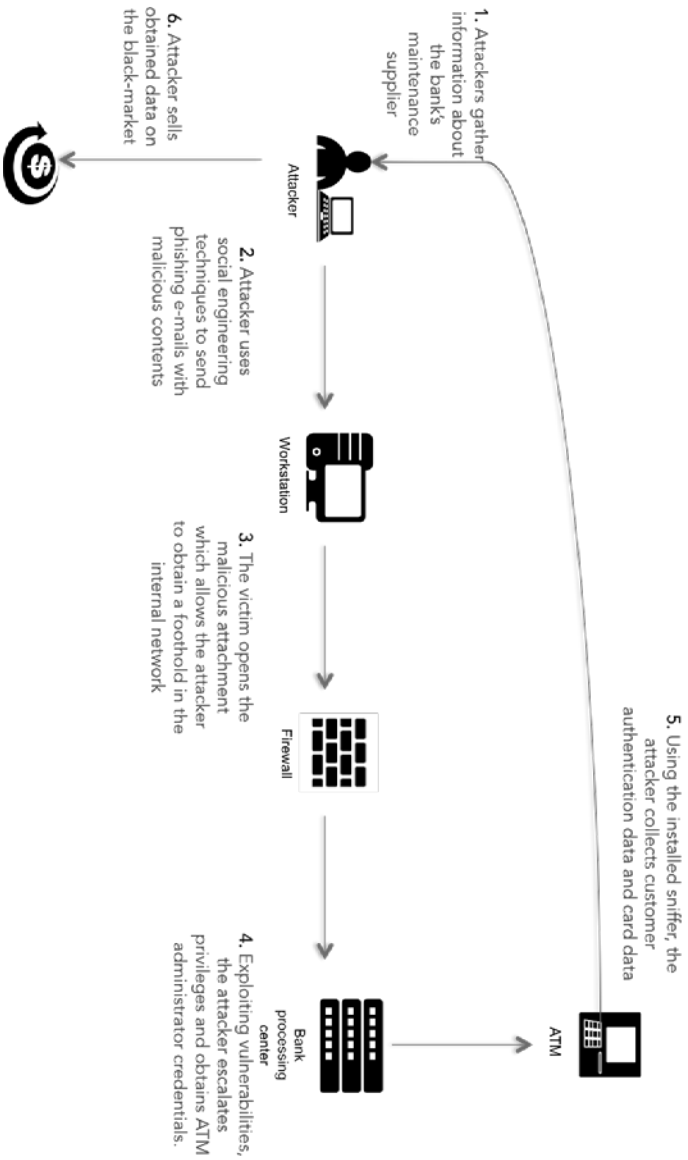 1. Attackers gather
information about
the bank's
maintenance
supplier
5. Using the installed sniffer, the
attacker collects customer
authentication data and card data
ATM
Attacker
Workstation
Firewall
Bank
processing
center
6. Attacker sells
obtained data on
the black-market
$
2. Attacker uses
social engineering
techniques to send
phishing e-mails with
malicious contents
3. The victim opens the
malicious attachment
which allows the attacker
to obtain a foothold in the
internal network
4. Exploiting vulnerabilities,
the attacker escalates
privileges and obtains ATM
administrator credentials.